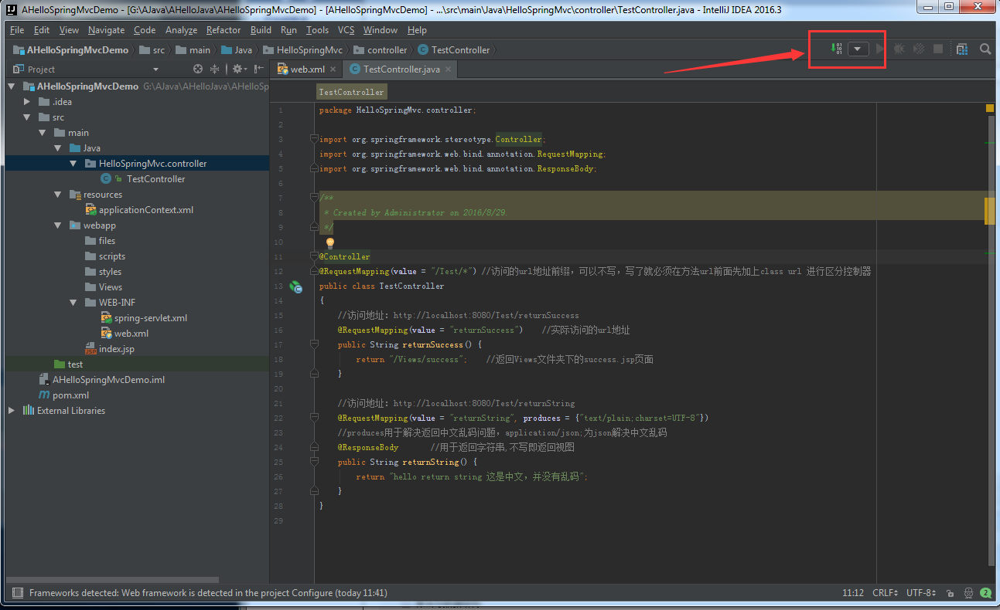 AHelloSpringMvcDemo - [G:\AJava\AHelloJava\AHelloSpringMvcDemo] - [AHelloSpringMvcDemo] - ...\src\main\Java\HelloSpringMvc\controller\TestController.java - IntelliJ IDEA 2016.3
File Edit View Navigate Code Analyze Refactor Build Run Tools VCS Window Help
AHelloSpringMvcDemo src main Java HelloSpringMvc controller TestController
Project
web.xml TestController.java
AHelloSpringMvcDemo G:\AJava\AHelloJava\AHelloSp
.idea
src
main
Java
HelloSpringMvc.controller
TestController
resources
applicationContext.xml
webapp
files
scripts
styles
Views
WEB-INF
spring-servlet.xml
web.xml
index.jsp
test
AHelloSpringMvcDemo.iml
pom.xml
External Libraries
TestController
1 package HelloSpringMvc.controller;
2
3 import org.springframework.stereotype.Controller;
4 import org.springframework.web.bind.annotation.RequestMapping;
5 import org.springframework.web.bind.annotation.ResponseBody;
6
7 /**
8 * Created by Administrator on 2016/8/29.
9 */
10
11 @Controller
12 @RequestMapping(value = "/Test/*") //访问的url地址前缀，可以不写，写了就必须在方法url前面先加上class url 进行区分控制器
13 public class TestController
14 {
15 //访问地址：http://localhost:8080/Test/returnSuccess
16 @RequestMapping(value = "returnSuccess") //实际访问的url地址
17 public String returnSuccess() {
18 return "/Views/success"; //返回Views文件夹下的success.jsp页面
19 }
20
21 //访问地址：http://localhost:8080/Test/returnString
22 @RequestMapping(value = "returnString", produces = {"text/plain;charset=UTF-8"})
23 //produces用于解决返回中文乱码问题，application/json;为json解决中文乱码
24 @ResponseBody //用于返回字符串,不写即返回视图
25 public String returnString() {
26 return "hello return string 这是中文，并没有乱码";
27 }
28 }
29
Frameworks detected: Web framework is detected in the project Configure (today 11:41) 11:12 CRLF UTF-8 2